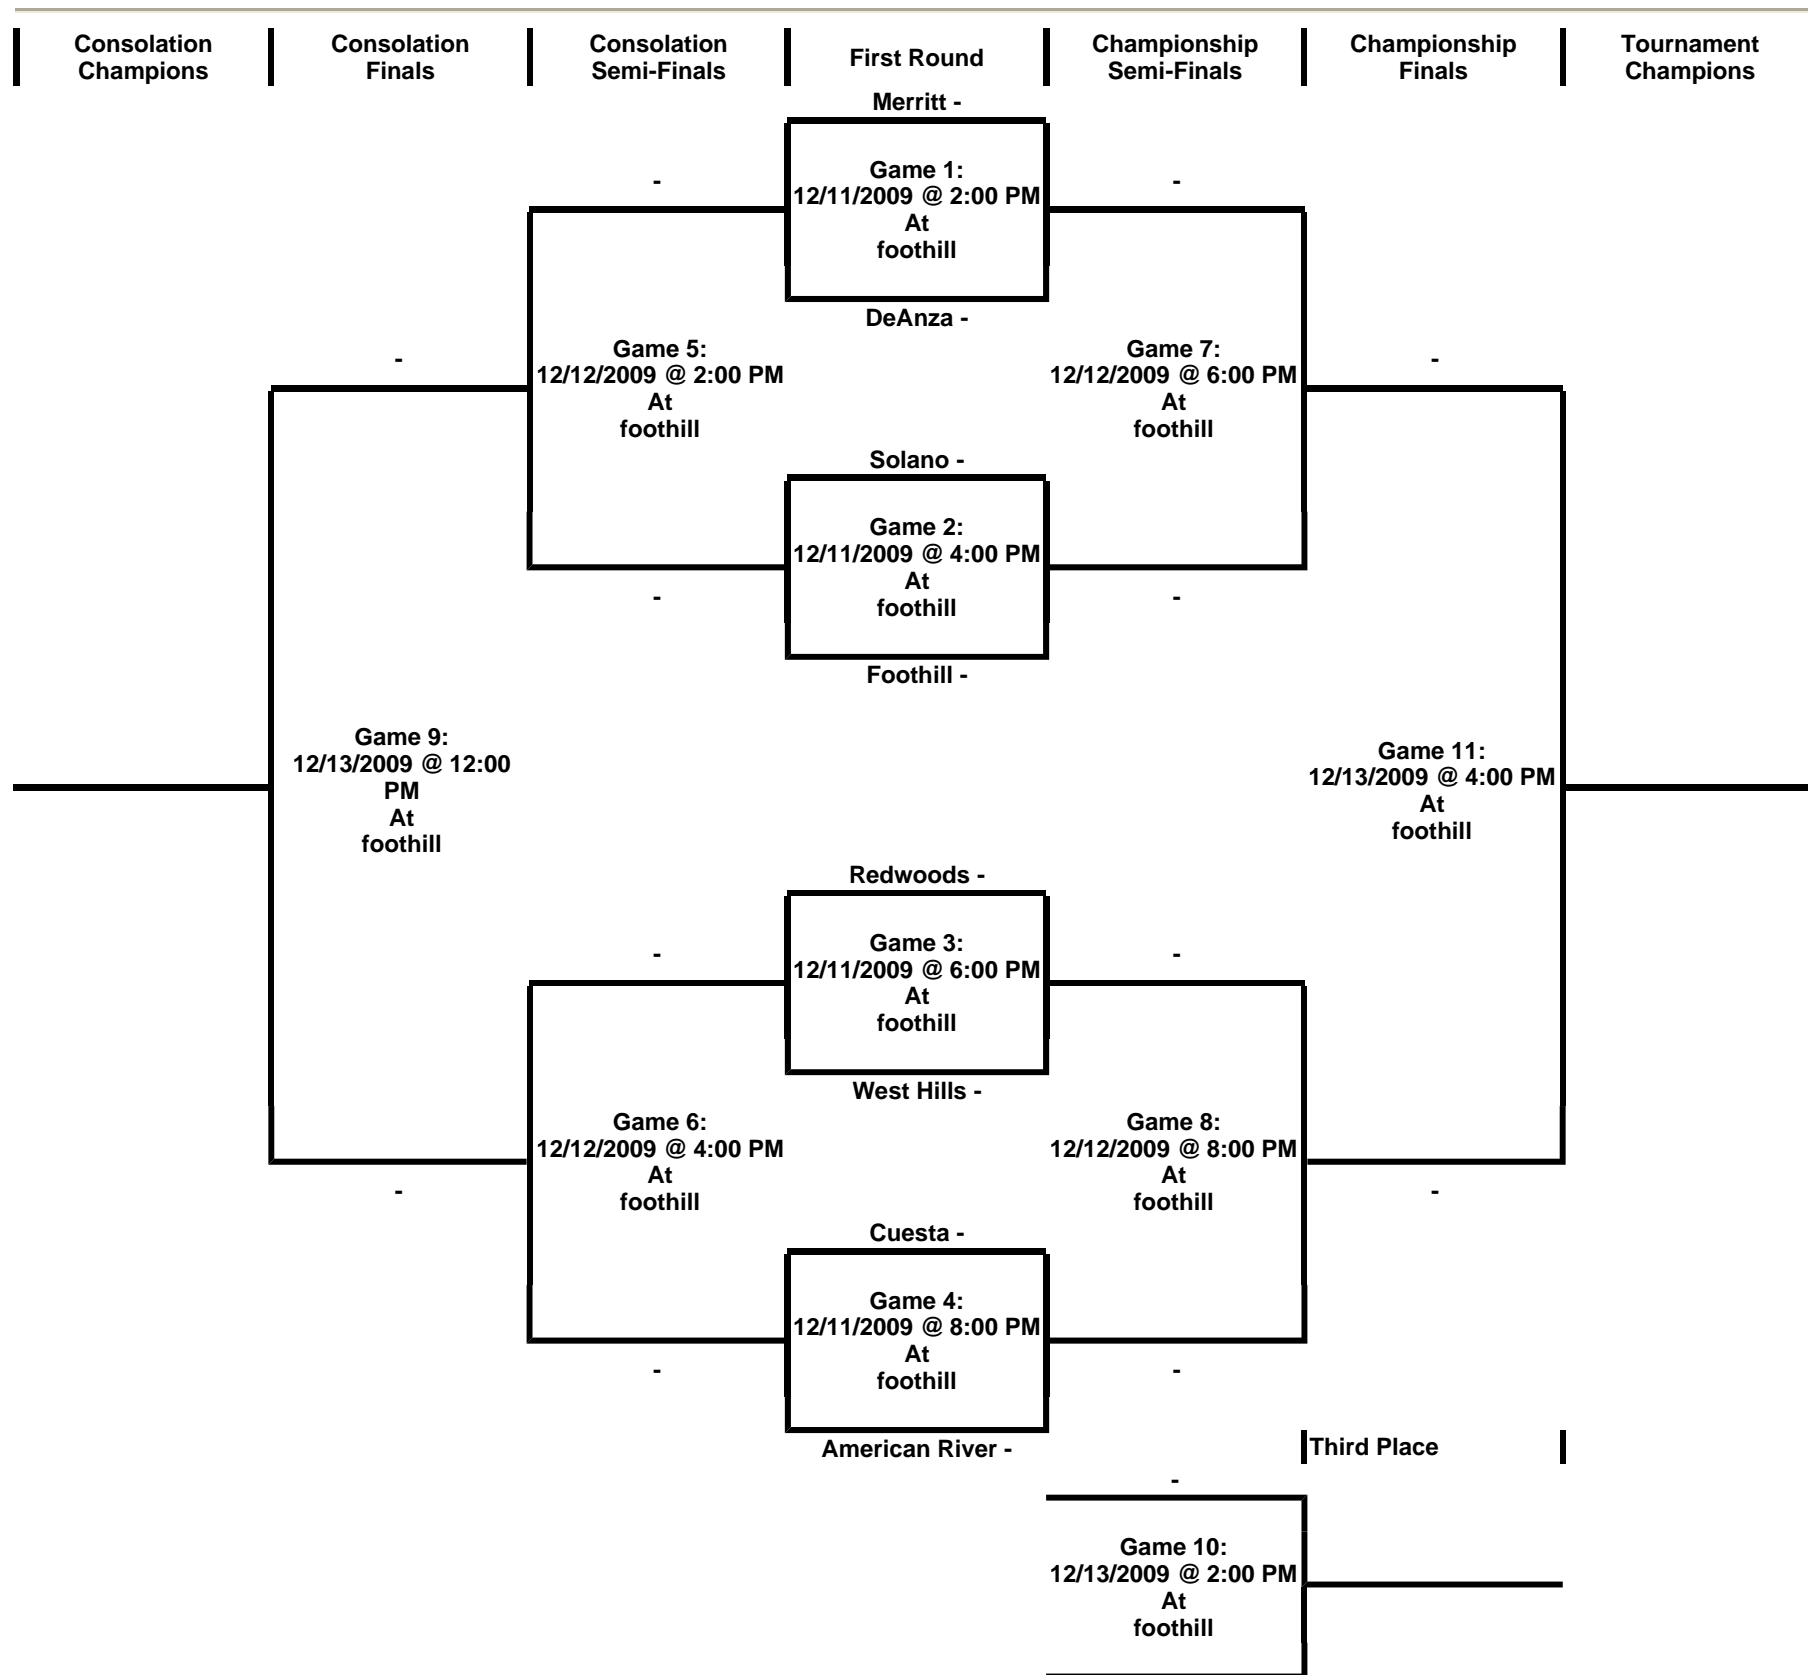 Consolation
Champions
Consolation
Finals
Consolation
Semi-Finals
First Round
Championship
Semi-Finals
Championship
Finals
Tournament
Champions
Merritt -
Game 1:
12/11/2009 @ 2:00 PM
At
foothill
-
-
DeAnza -
-
Game 5:
12/12/2009 @ 2:00 PM
At
foothill
Game 7:
12/12/2009 @ 6:00 PM
At
foothill
-
Solano -
Game 2:
12/11/2009 @ 4:00 PM
At
foothill
-
-
Foothill -
Game 9:
12/13/2009 @ 12:00
PM
At
foothill
Game 11:
12/13/2009 @ 4:00 PM
At
foothill
Redwoods -
-
Game 3:
12/11/2009 @ 6:00 PM
At
foothill
-
West Hills -
Game 6:
12/12/2009 @ 4:00 PM
At
foothill
Game 8:
12/12/2009 @ 8:00 PM
At
foothill
-
-
Cuesta -
Game 4:
12/11/2009 @ 8:00 PM
At
foothill
-
-
American River -
Third Place
-
Game 10:
12/13/2009 @ 2:00 PM
At
foothill